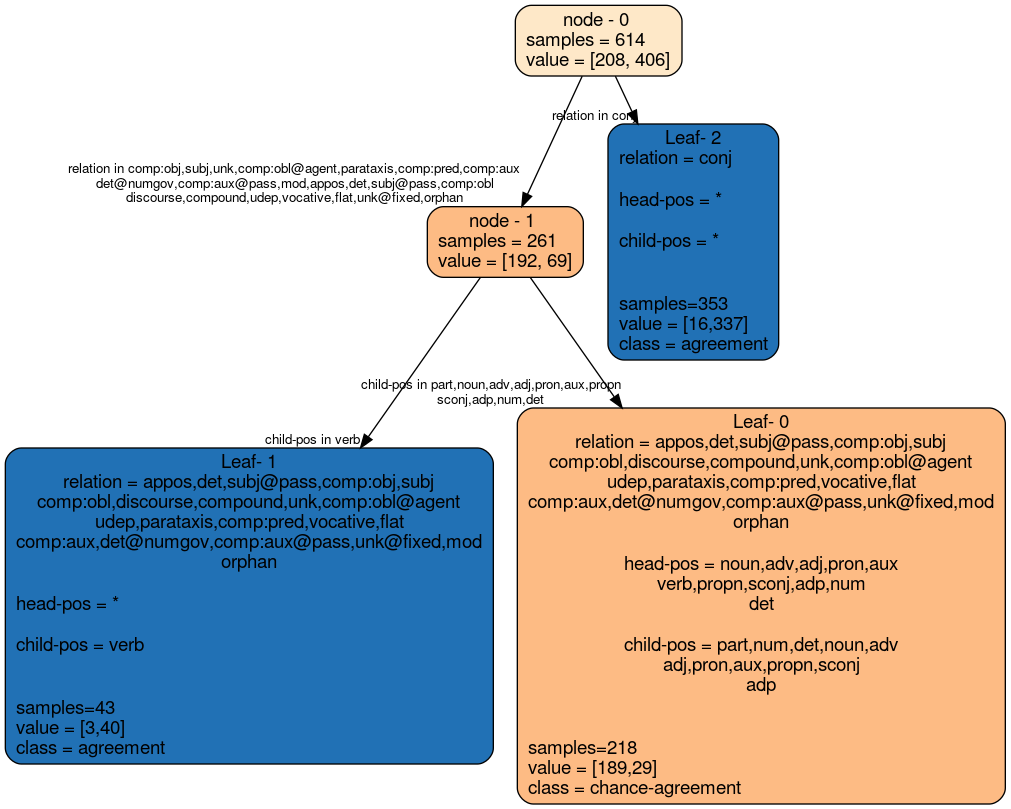 node - 0
samples = 614
value = [208, 406]
relation in conj
Leaf- 2
relation = conj
head-pos = *
child-pos = *
samples=353
value = [16,337]
class = agreement
relation in comp:obj,subj,unk,comp:obl@agent,parataxis,comp:pred,comp:aux
det@numgov,comp:aux@pass,mod,appos,det,subj@pass,comp:obl
discourse,compound,udep,vocative,flat,unk@fixed,orphan
node - 1
samples = 261
value = [192, 69]
child-pos in part,noun,adv,adj,pron,aux,propn
sconj,adp,num,det
child-pos in verb
Leaf- 1
relation = appos,det,subj@pass,comp:obj,subj
comp:obl,discourse,compound,unk,comp:obl@agent
udep,parataxis,comp:pred,vocative,flat
comp:aux,det@numgov,comp:aux@pass,unk@fixed,mod
orphan
head-pos = *
child-pos = verb
samples=43
value = [3,40]
class = agreement
Leaf- 0
relation = appos,det,subj@pass,comp:obj,subj
comp:obl,discourse,compound,unk,comp:obl@agent
udep,parataxis,comp:pred,vocative,flat
comp:aux,det@numgov,comp:aux@pass,unk@fixed,mod
orphan
head-pos = noun,adv,adj,pron,aux
verb,propn,sconj,adp,num
det
child-pos = part,num,det,noun,adv
adj,pron,aux,propn,sconj
adp
samples=218
value = [189,29]
class = chance-agreement